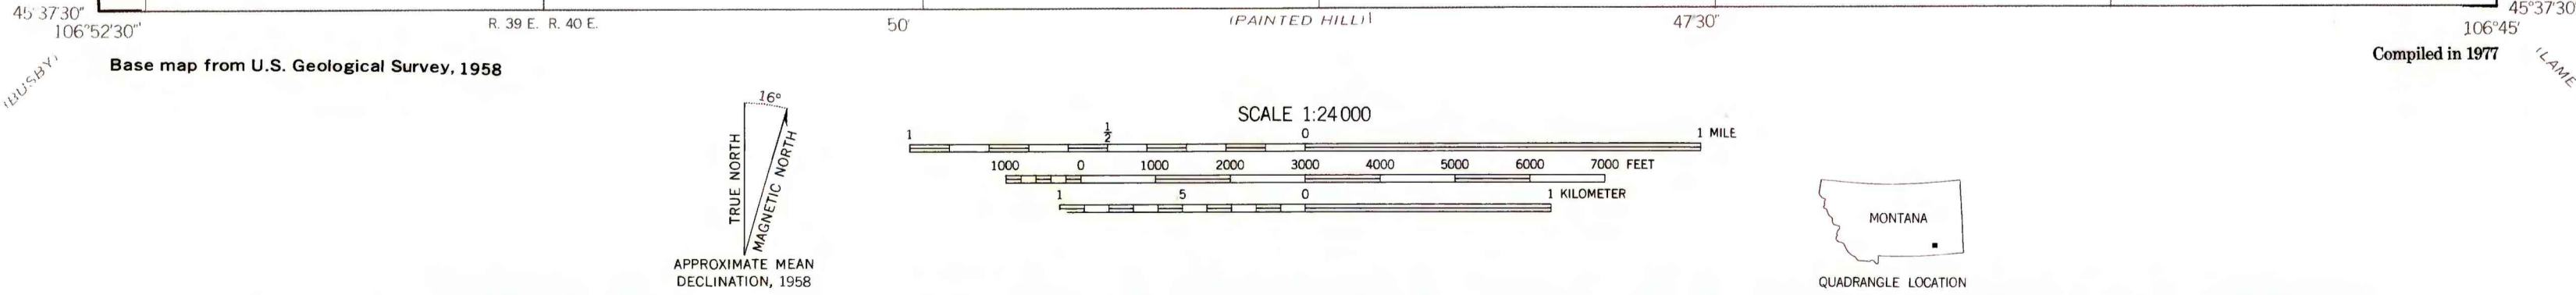 45°37'30"
106°52'30"
R. 39 E. R. 40 E.
50'
(PAINTED HILL)
47'30"
45°37'30"
106°45'
(BUSBY)
(LAME
Base map from U.S. Geological Survey, 1958
Compiled in 1977
16°
TRUE NORTH
MAGNETIC NORTH
APPROXIMATE MEAN
DECLINATION, 1958
SCALE 1:24 000
1 1/2 0 1 MILE
1000 0 1000 2000 3000 4000 5000 6000 7000 FEET
1 5 0 1 KILOMETER
MONTANA
QUADRANGLE LOCATION